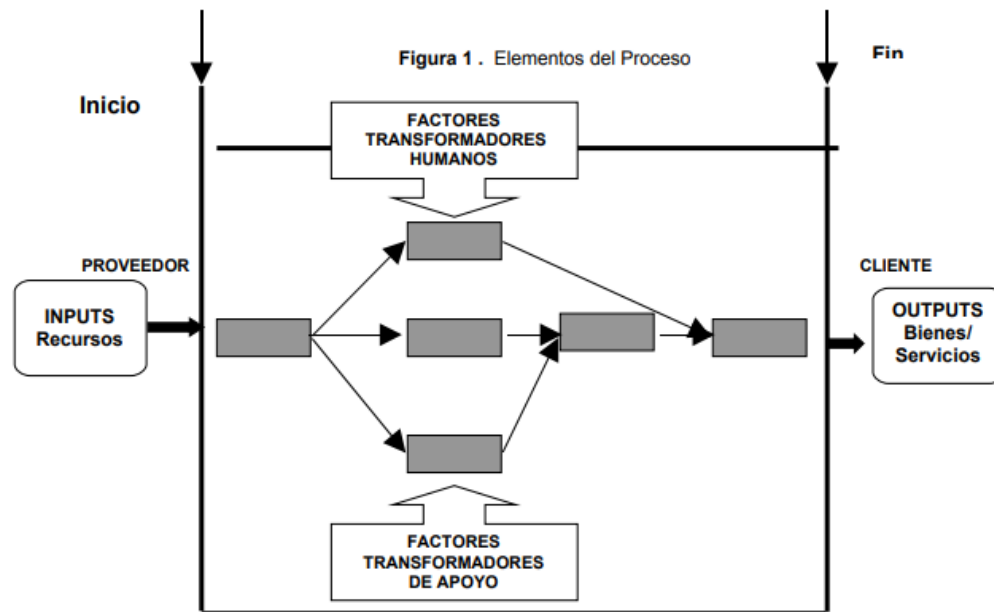 Figura 1 . Elementos del Proceso
Fin
Inicio
FACTORES
TRANSFORMADORES
HUMANOS
PROVEEDOR
CLIENTE
INPUTS
Recursos
OUTPUTS
Bienes/
Servicios
FACTORES
TRANSFORMADORES
DE APOYO